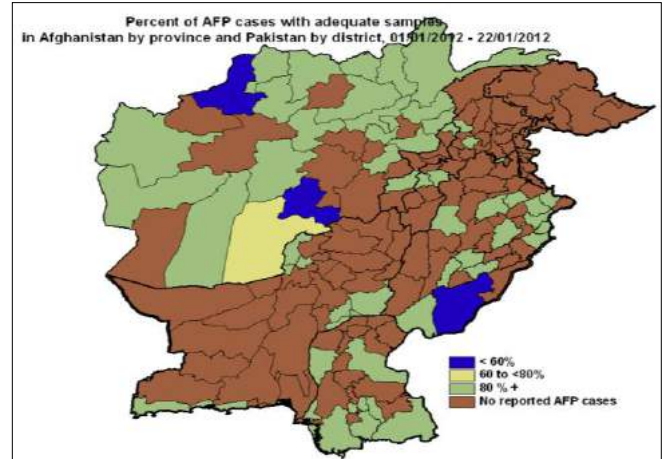 Percent of AFP cases with adequate samples
in Afghanistan by province and Pakistan by district, 01/01/2012 - 22/01/2012
< 60%
60 to <80%
80 % +
No reported AFP cases